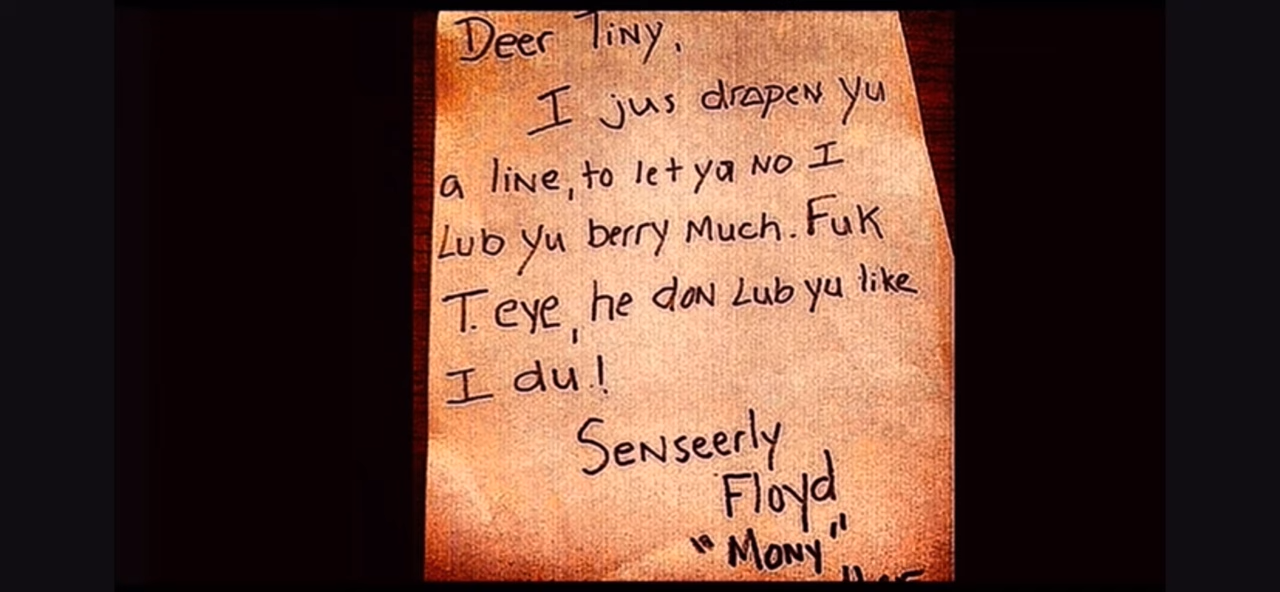 Deer TiNy,
I jus drapeN yu
a liNe, to let ya NO I
Lub yu berry Much. Fuk
T.eye, he doN Lub yu like
I du!
SeNseerly
Floyd
"MoNy"